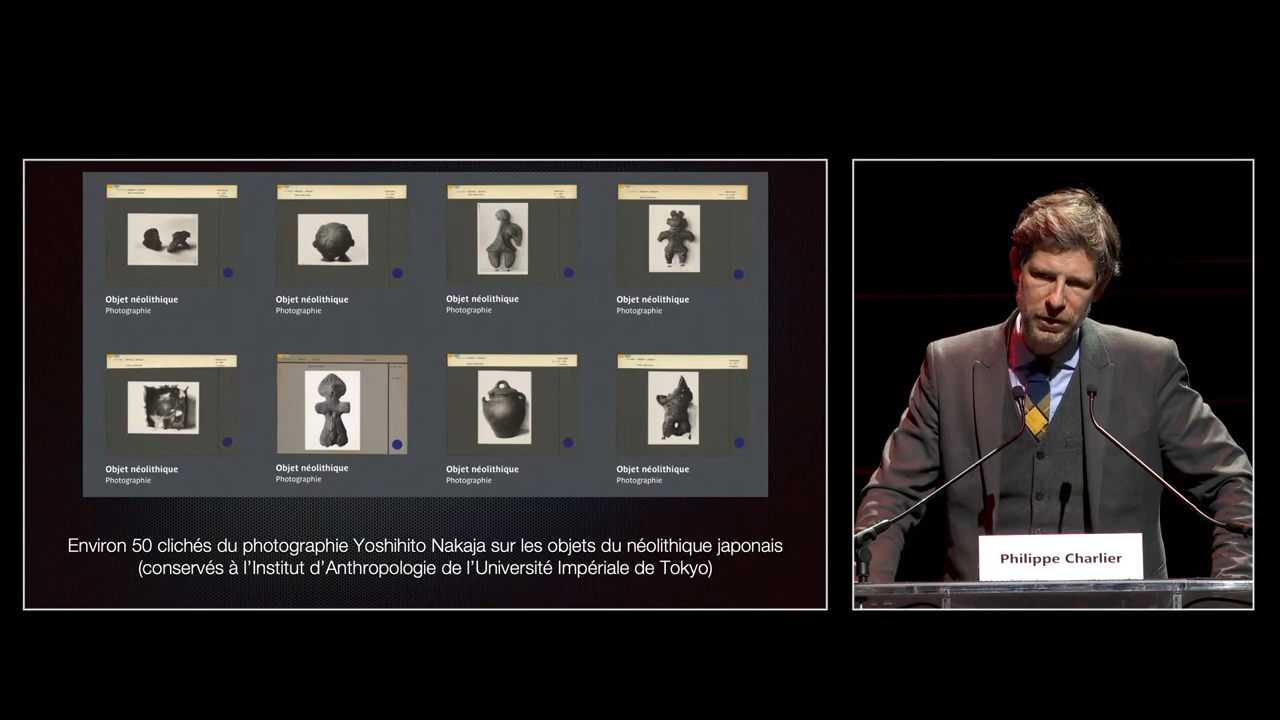 Objet néolithique
Photographie
Objet néolithique
Photographie
Objet néolithique
Photographie
Objet néolithique
Photographie
Objet néolithique
Photographie
Objet néolithique
Photographie
Objet néolithique
Photographie
Objet néolithique
Photographie
Environ 50 clichés du photographie Yoshihito Nakaja sur les objets du néolithique japonais
(conservés à l'Institut d'Anthropologie de l'Université Impériale de Tokyo)
Philippe Charlier